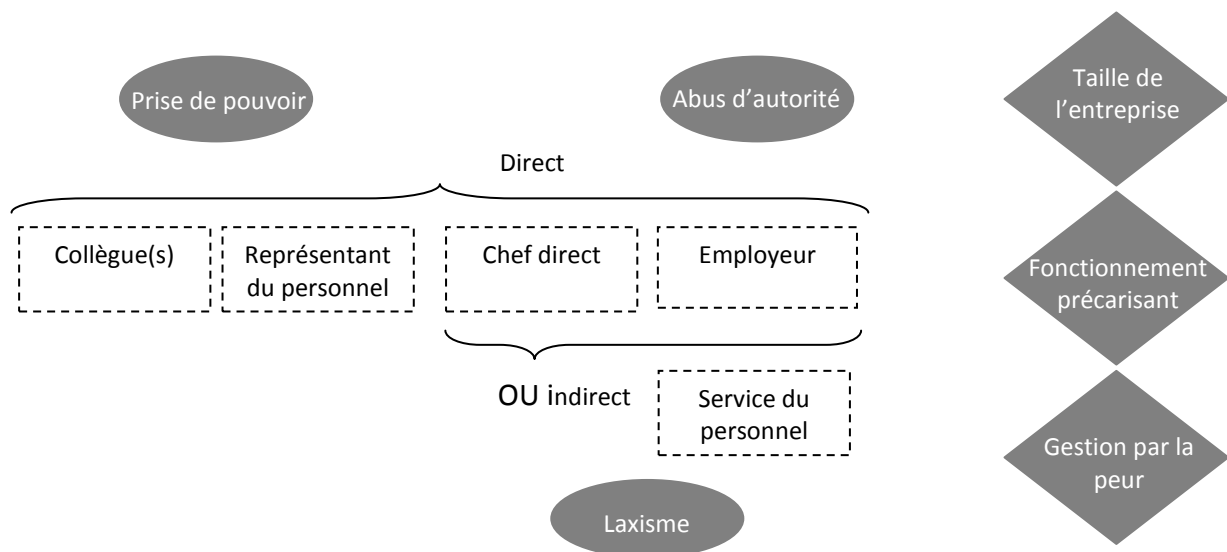 Prise de pouvoir
Abus d'autorité
Taille de
l'entreprise
Direct
Collègue(s)
Représentant
du personnel
Chef direct
Employeur
Fonctionnement
précarisant
OU indirect
Service du
personnel
Gestion par la
peur
Laxisme